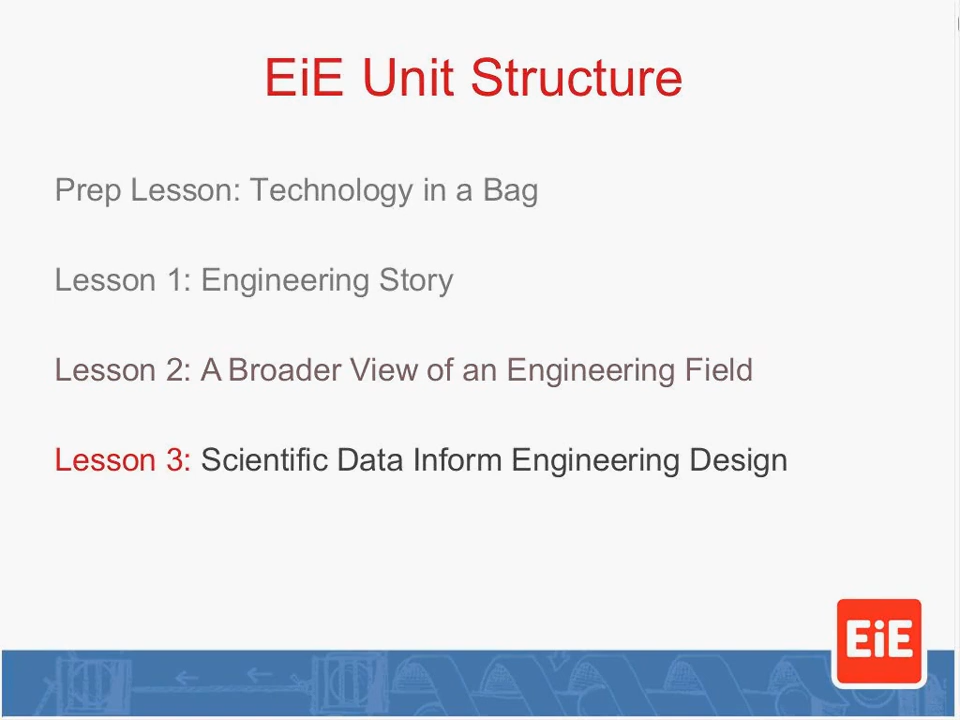 EiE Unit Structure
Prep Lesson: Technology in a Bag
Lesson 1: Engineering Story
Lesson 2: A Broader View of an Engineering Field
Lesson 3: Scientific Data Inform Engineering Design
EiE